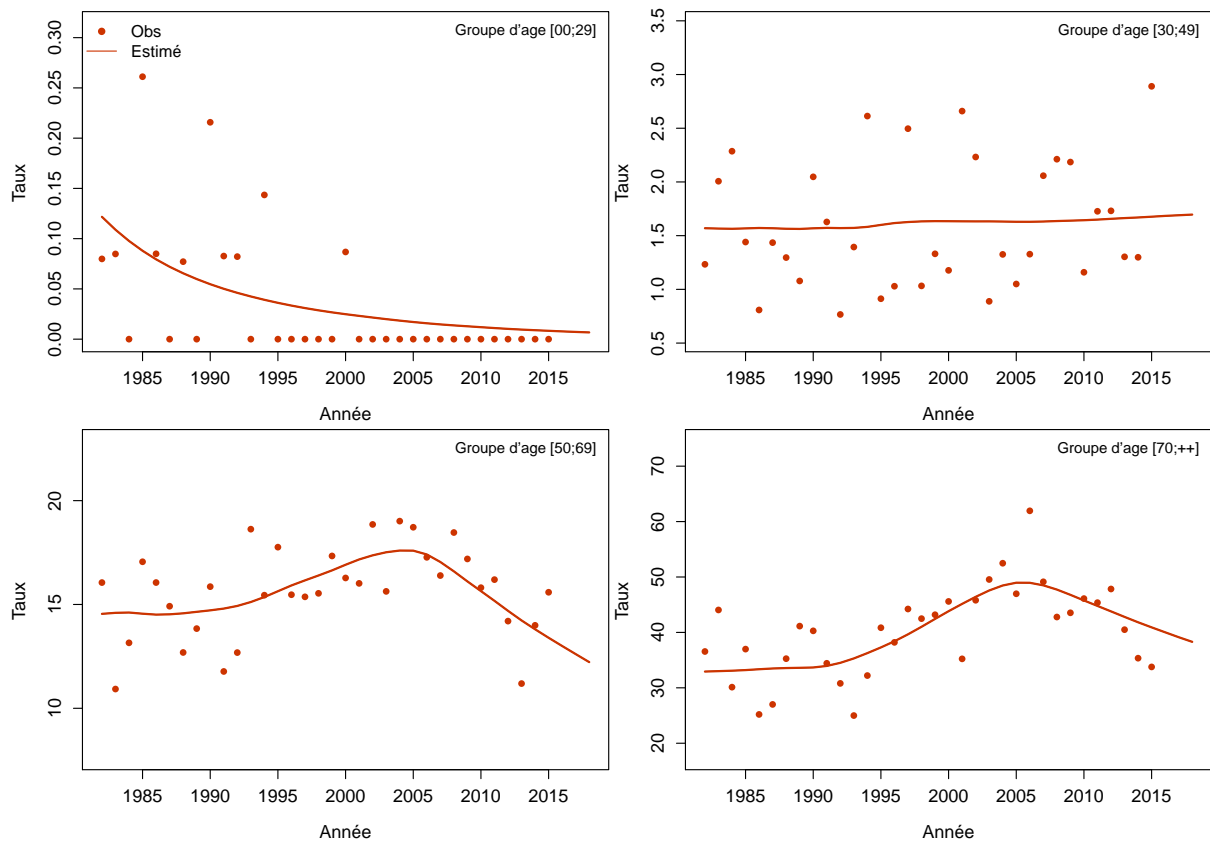 Obs
Estimé
Groupe d'age [00;29]
Taux
0.30
0.25
0.20
0.15
0.10
0.05
0.00
1985 1990 1995 2000 2005 2010 2015
Année
Groupe d'age [30;49]
Taux
3.5
3.0
2.5
2.0
1.5
1.0
0.5
1985 1990 1995 2000 2005 2010 2015
Année
Groupe d'age [50;69]
Taux
20
15
10
1985 1990 1995 2000 2005 2010 2015
Année
Groupe d'age [70;++]
Taux
70
60
50
40
30
20
1985 1990 1995 2000 2005 2010 2015
Année